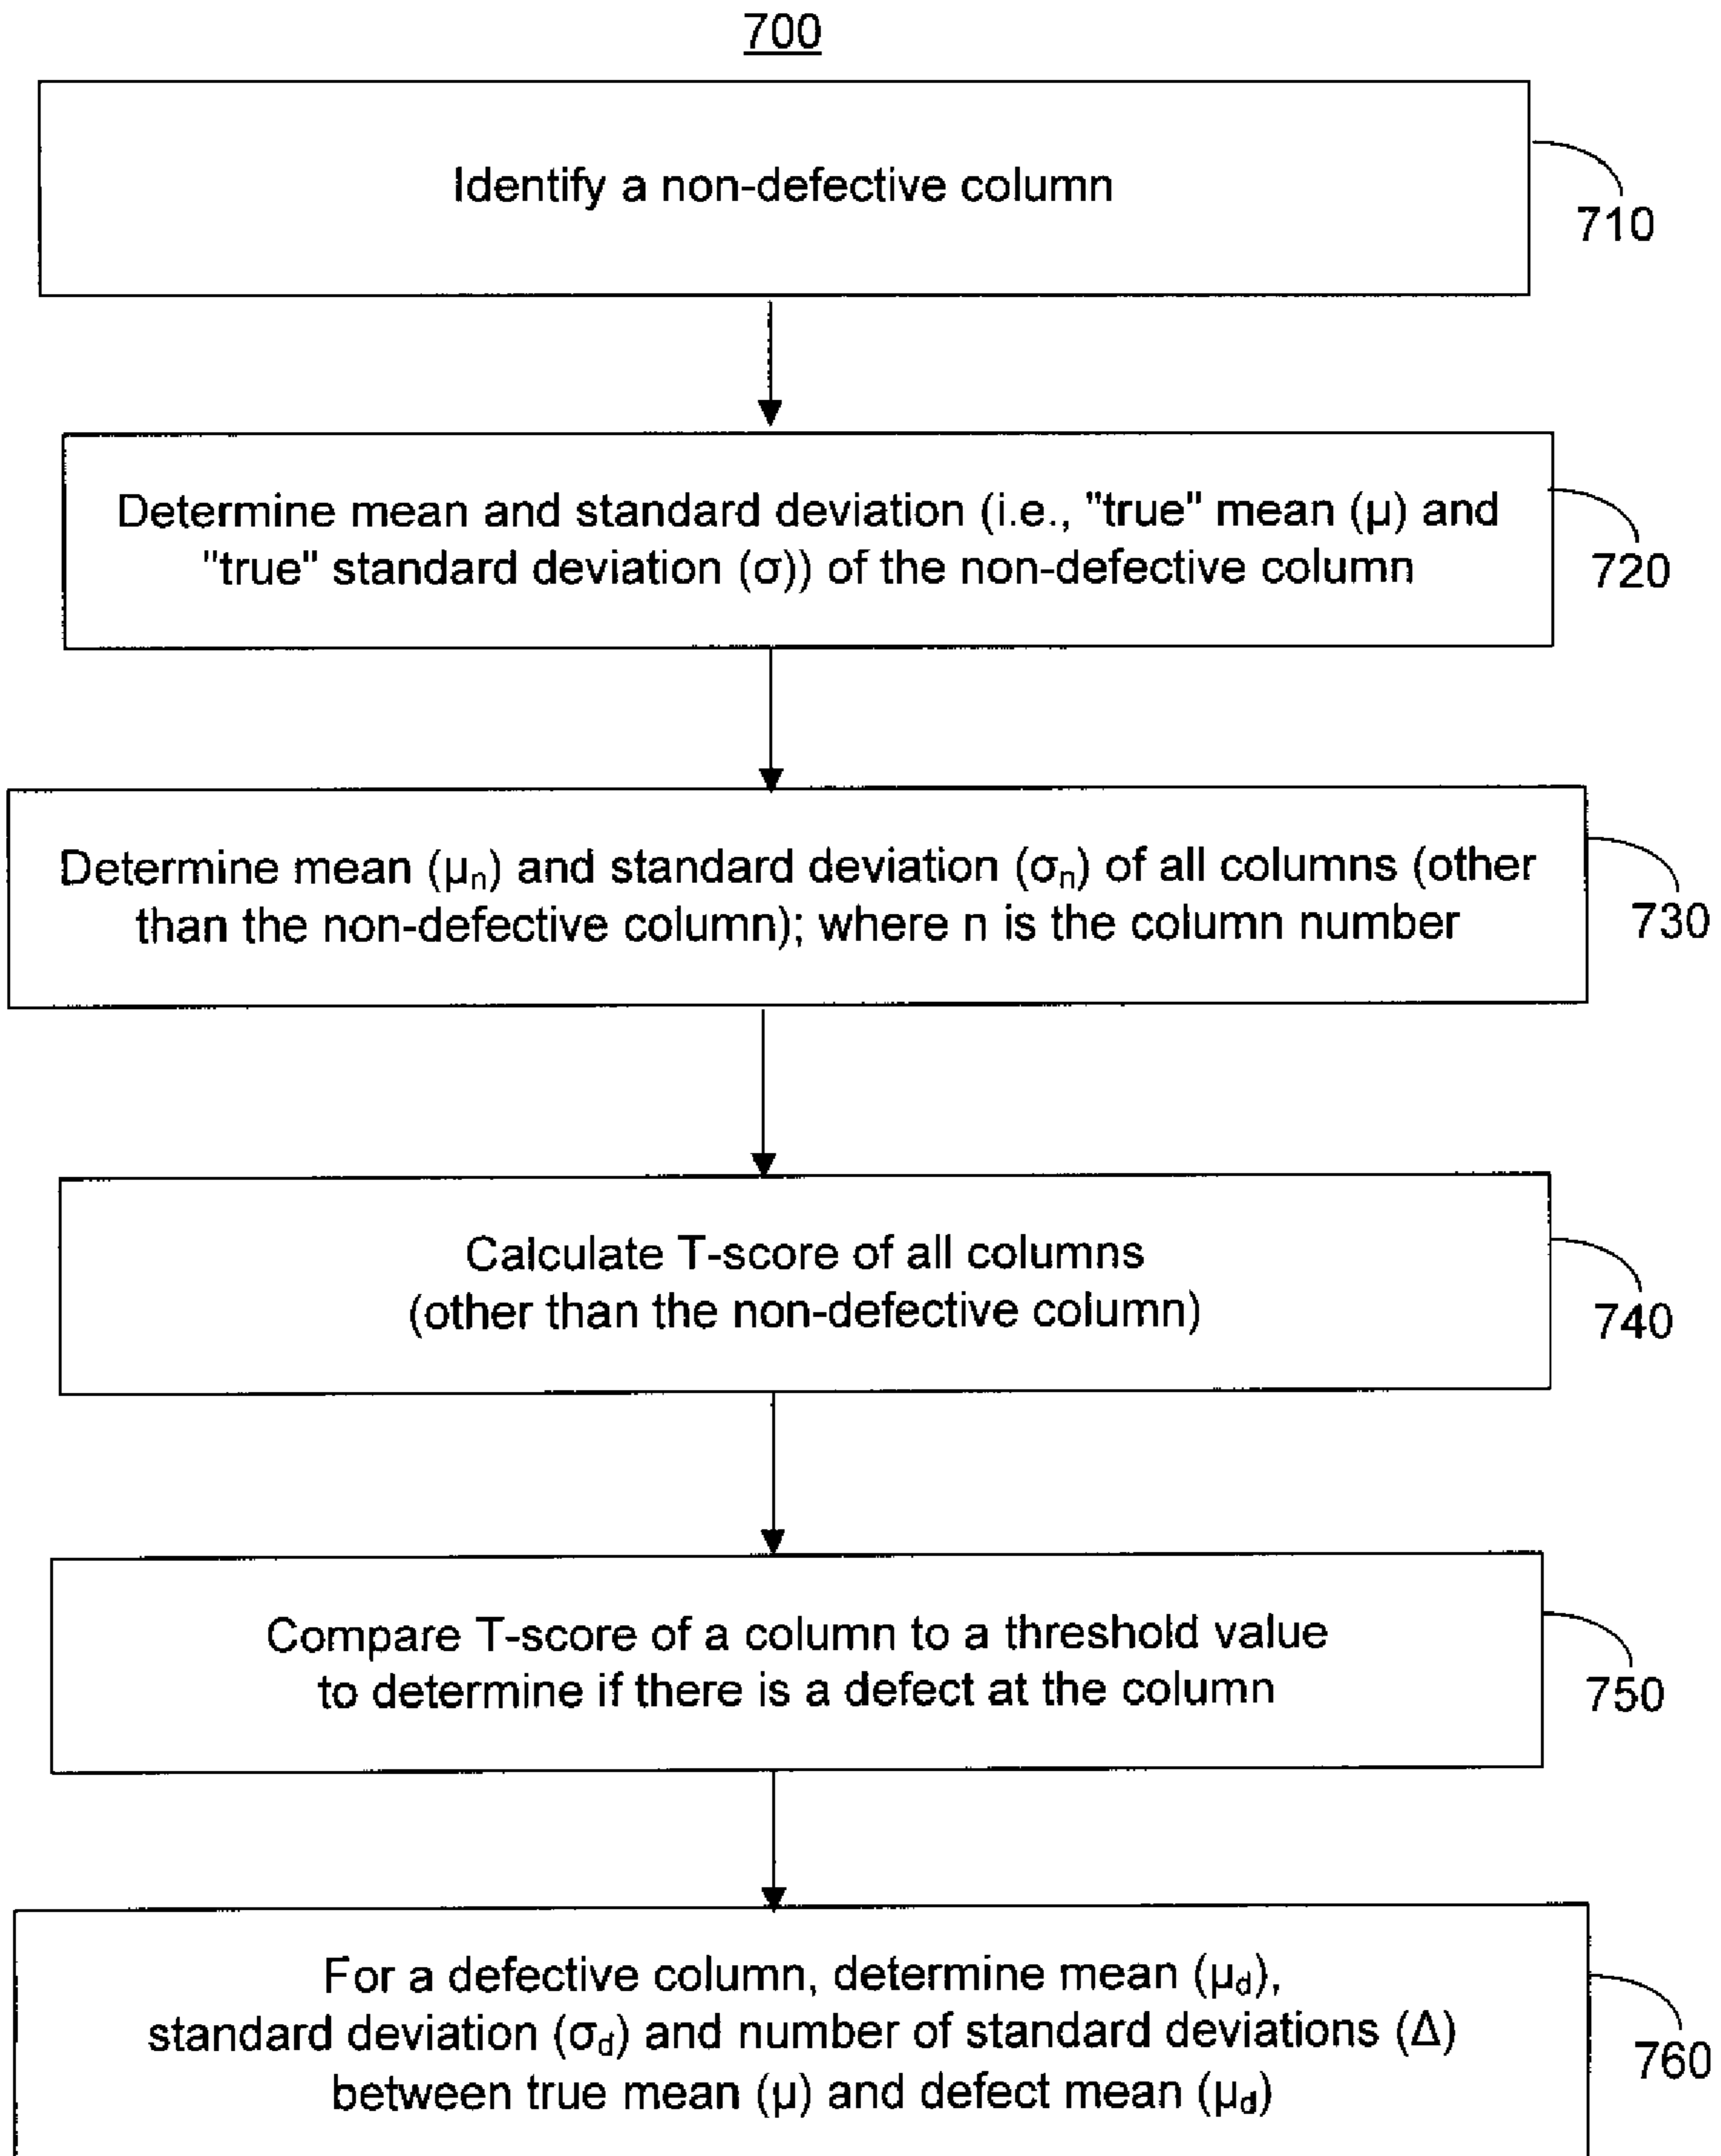 700
Identify a non-defective column
710
Determine mean and standard deviation (i.e., "true" mean (μ) and
"true" standard deviation (σ)) of the non-defective column
720
Determine mean (μₙ) and standard deviation (σₙ) of all columns (other
than the non-defective column); where n is the column number
730
Calculate T-score of all columns
(other than the non-defective column)
740
Compare T-score of a column to a threshold value
to determine if there is a defect at the column
750
For a defective column, determine mean (μd),
standard deviation (σd) and number of standard deviations (Δ)
between true mean (μ) and defect mean (μd)
760